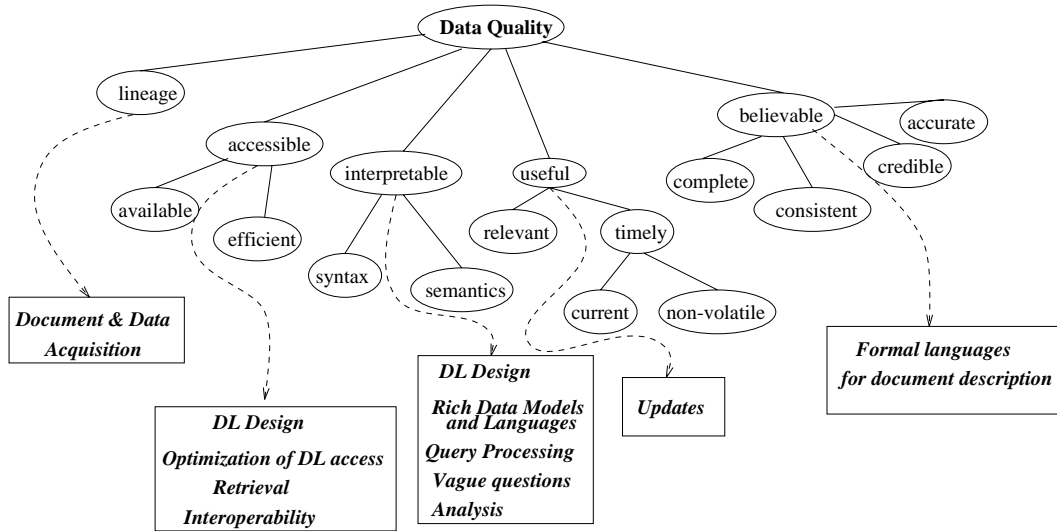 Data Quality
lineage
accessible
interpretable
useful
believable
accurate
credible
complete
consistent
available
efficient
syntax
semantics
relevant
timely
current
non-volatile
Document & Data
Acquisition
DL Design
Optimization of DL access
Retrieval
Interoperability
DL Design
Rich Data Models
and Languages
Query Processing
Vague questions
Analysis
Updates
Formal languages
for document description